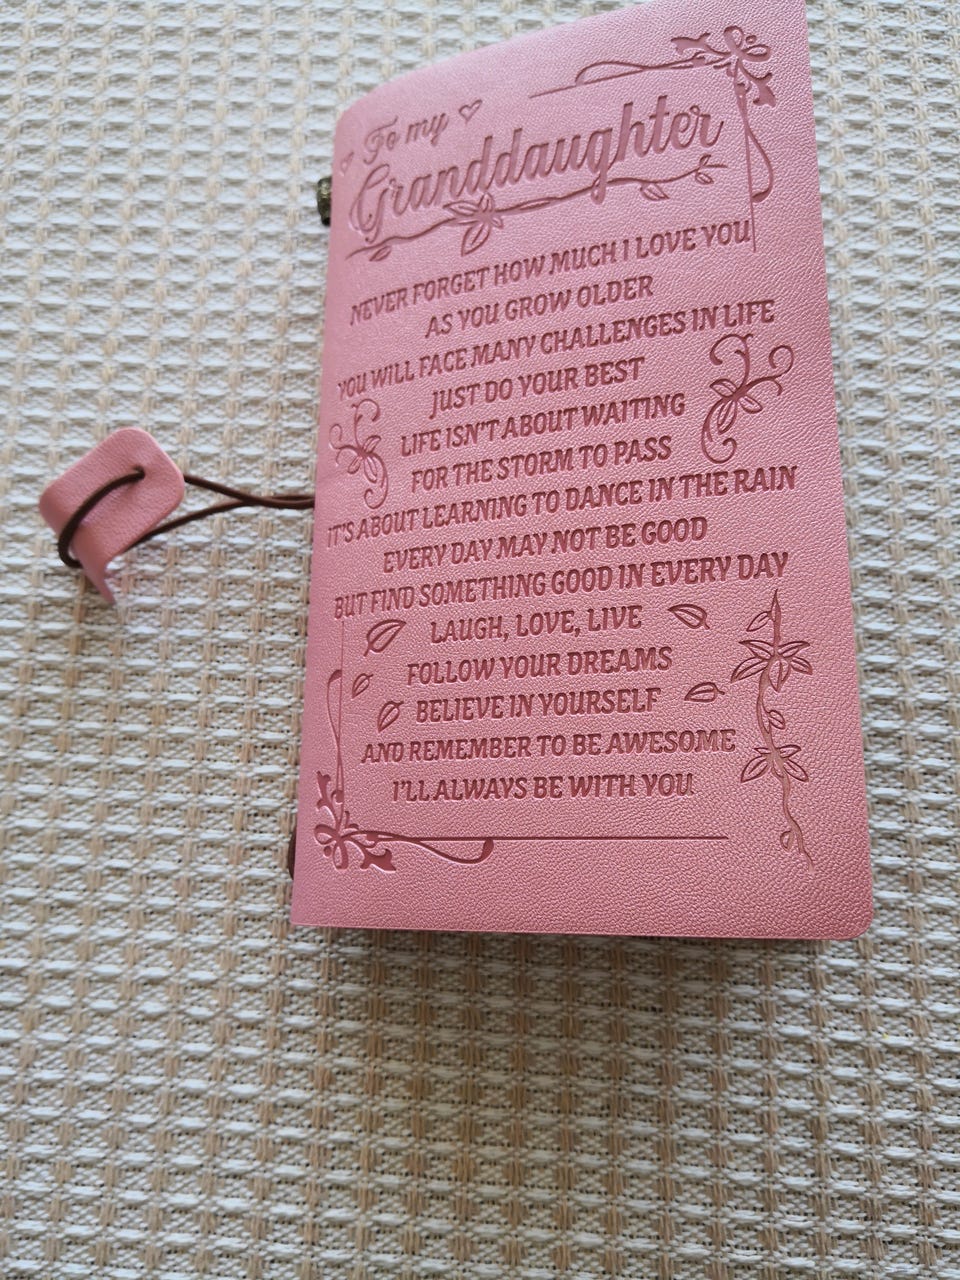 To my
Granddaughter
NEVER FORGET HOW MUCH I LOVE YOU
AS YOU GROW OLDER
YOU WILL FACE MANY CHALLENGES IN LIFE
JUST DO YOUR BEST
LIFE ISN'T ABOUT WAITING
FOR THE STORM TO PASS
IT'S ABOUT LEARNING TO DANCE IN THE RAIN
EVERY DAY MAY NOT BE GOOD
BUT FIND SOMETHING GOOD IN EVERY DAY
LAUGH, LOVE, LIVE
FOLLOW YOUR DREAMS
BELIEVE IN YOURSELF
AND REMEMBER TO BE AWESOME
I'LL ALWAYS BE WITH YOU